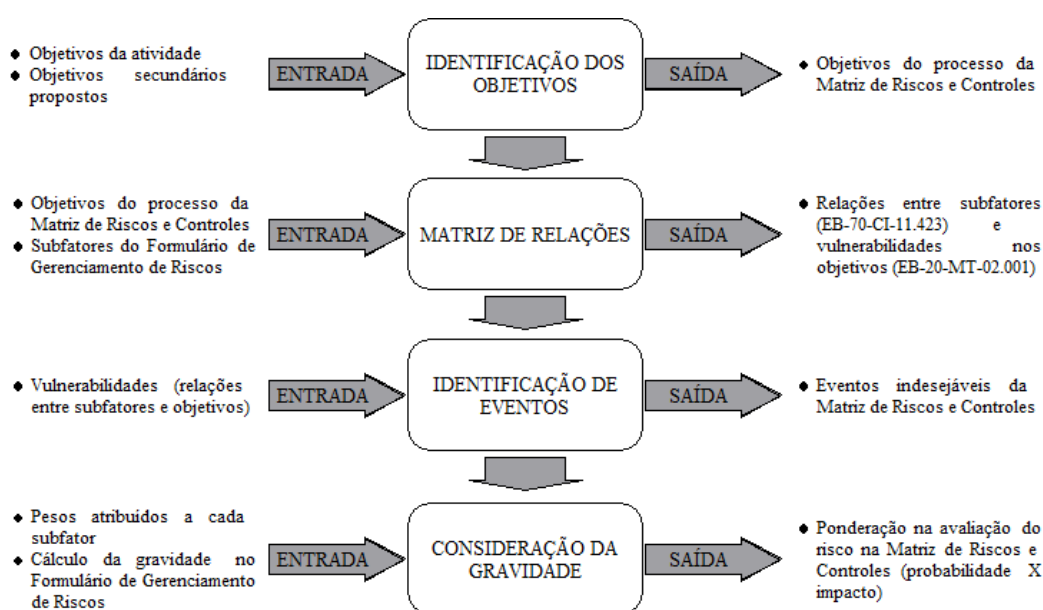 Objetivos da atividade
Objetivos secundários
propostos
ENTRADA
IDENTIFICAÇÃO DOS
OBJETIVOS
SAÍDA
Objetivos do processo da
Matriz de Riscos e Controles
Objetivos do processo da
Matriz de Riscos e Controles
Subfatores do Formulário de
Gerenciamento de Riscos
ENTRADA
MATRIZ DE RELAÇÕES
SAÍDA
Relações entre subfatores
(EB-70-CI-11.423) e
vulnerabilidades nos
objetivos (EB-20-MT-02.001)
Vulnerabilidades (relações
entre subfatores e objetivos)
ENTRADA
IDENTIFICAÇÃO DE
EVENTOS
SAÍDA
Eventos indesejáveis da
Matriz de Riscos e Controles
Pesos atribuidos a cada
subfator
Cálculo da gravidade no
Formulário de Gerenciamento
de Riscos
ENTRADA
CONSIDERAÇÃO DA
GRAVIDADE
SAÍDA
Ponderação na avaliação do
risco na Matriz de Riscos e
Controles (probabilidade X
impacto)